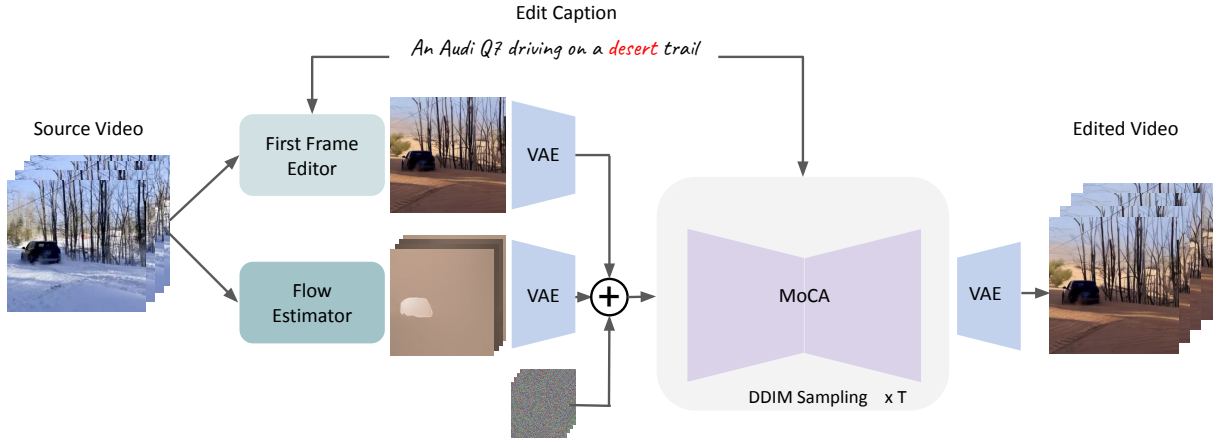 Edit Caption
An Audi Q7 driving on a desert trail
Source Video
First Frame
Editor
VAE
Edited Video
Flow
Estimator
VAE
+
MoCA
VAE
DDIM Sampling x T